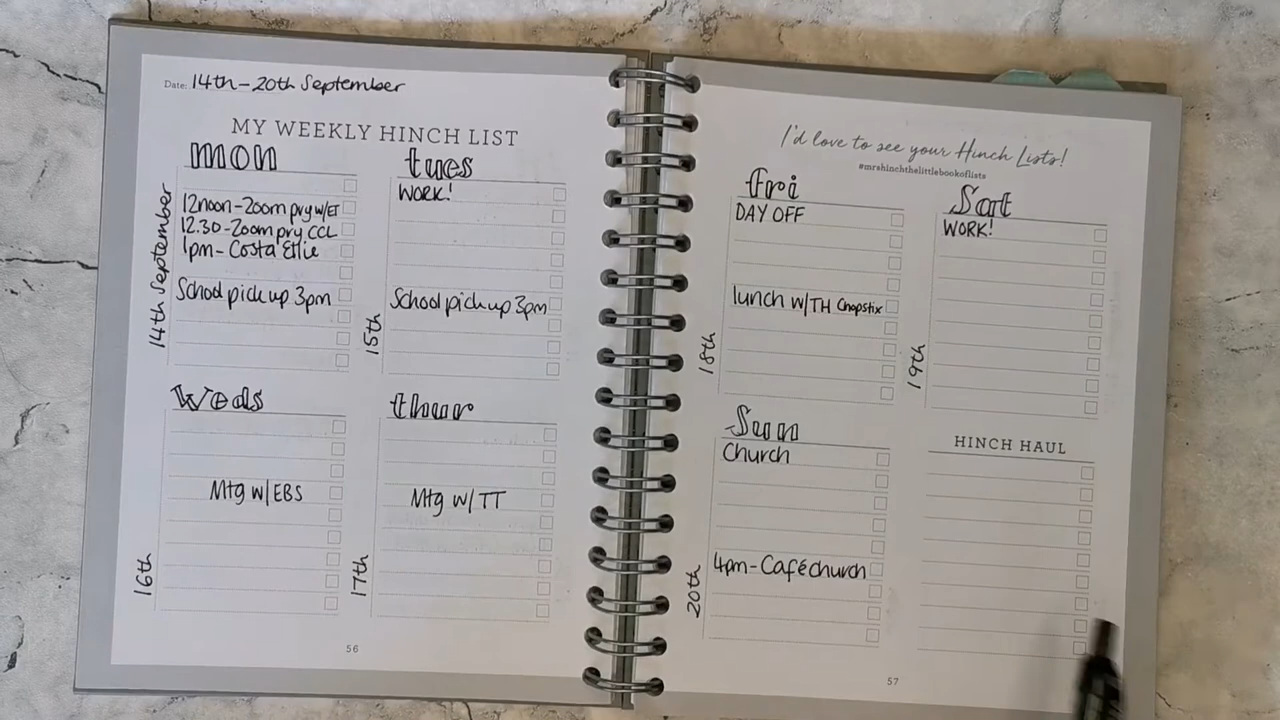 Date: 14th - 20th September
MY WEEKLY HINCH LIST
mon
14th September
12noon - Zoom pry w/ET
12.30 - Zoom pry CCL
1pm - Costa Ellie
School pick up 3pm
tues
15th
WORK!
School pick up 3pm
Weds
16th
Mtg w/EBS
thur
17th
Mtg w/ TT
56
I'd love to see your Hinch Lists!
#mrshinchthelittlebookoflists
fri
18th
DAY OFF
lunch w/TH Chopstix
Sat
19th
WORK!
Sun
20th
Church
4pm - Café church
HINCH HAUL
57